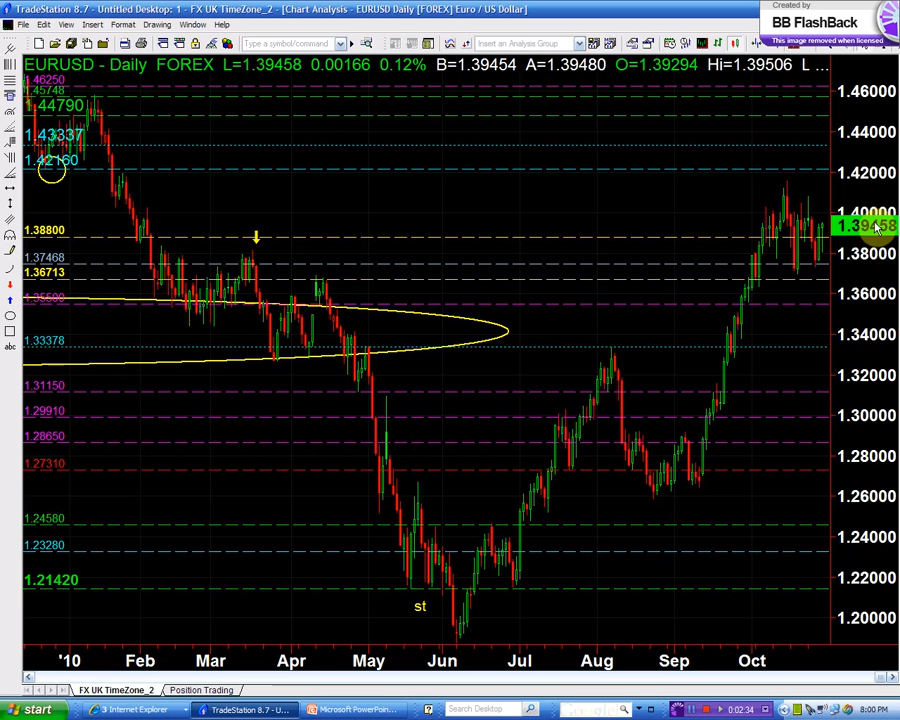 TradeStation 8.7 - Untitled Desktop: 1 - FX UK TimeZone_2 - [Chart Analysis - EURUSD Daily [FOREX] Euro / US Dollar]
Created by
BB FlashBack
This image removed when licensed
File Edit View Insert Format Drawing Window Help
Type a symbol/command
Insert an Analysis Group
EURUSD - Daily FOREX L=1.39458 0.00166 0.12% B=1.39454 A=1.39480 O=1.39294 Hi=1.39506 L ...
1.46250
1.45748
1.44790
1.43337
1.42160
1.38800
1.37468
1.36713
1.35500
1.33378
1.31150
1.29910
1.28650
1.27310
1.24580
1.23280
1.21420
st
1.46000
1.44000
1.42000
1.40000
1.39458
1.38000
1.36000
1.34000
1.32000
1.30000
1.28000
1.26000
1.24000
1.22000
1.20000
'10 Feb Mar Apr May Jun Jul Aug Sep Oct
FX UK TimeZone_2 Position Trading
start 3 Internet Explorer TradeStation 8.7 - U... Microsoft PowerPoin... Search Desktop 0:02:34 8:00 PM
abc